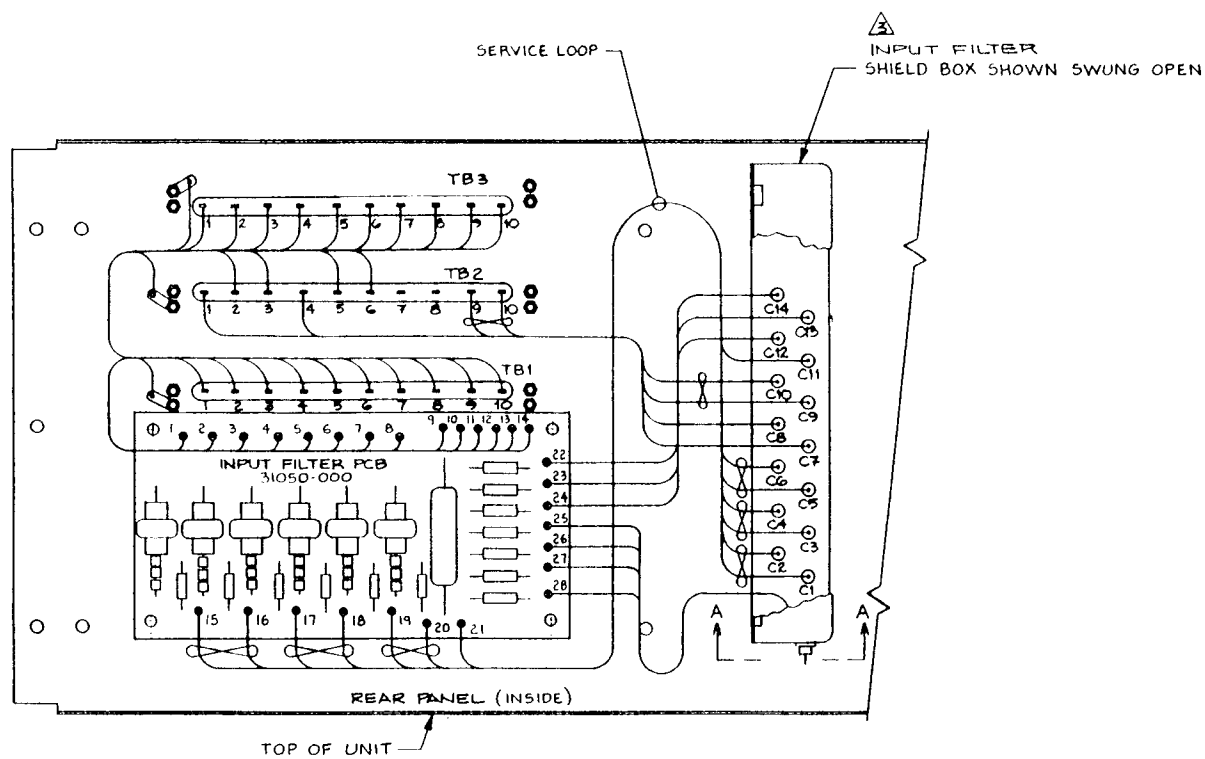 3
INPUT FILTER
SHIELD BOX SHOWN SWUNG OPEN
SERVICE LOOP
TB3
1 2 3 4 5 6 7 8 9 10
TB2
1 2 3 4 5 6 7 8 9 10
TB1
1 2 3 4 5 6 7 8 9 10
1 2 3 4 5 6 7 8 9 10 11 12 13 14
INPUT FILTER PCB
31050-000
22
23
24
25
26
27
28
15 16 17 18 19 20 21
C14
C13
C12
C11
C10
C9
C8
C7
C6
C5
C4
C3
C2
C1
A A
REAR PANEL (INSIDE)
TOP OF UNIT